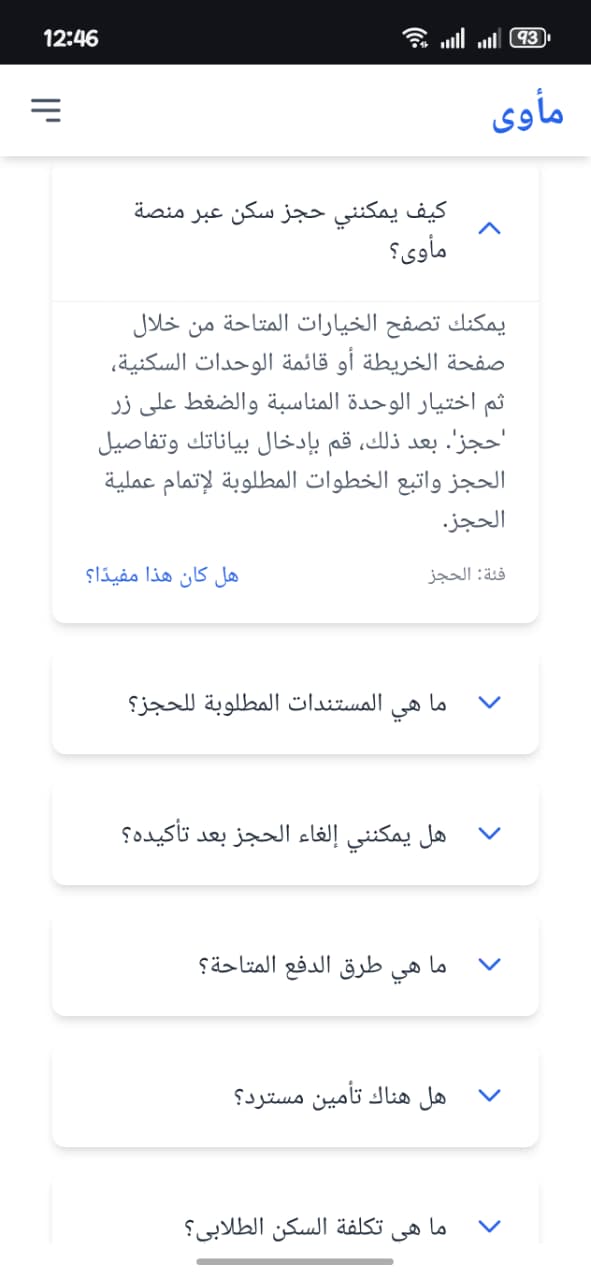 12:46
93
مأوى
كيف يمكنني حجز سكن عبر منصة
مأوى؟
يمكنك تصفح الخيارات المتاحة من خلال
صفحة الخريطة أو قائمة الوحدات السكنية،
ثم اختيار الوحدة المناسبة والضغط على زر
'حجز'. بعد ذلك، قم بإدخال بياناتك وتفاصيل
الحجز واتبع الخطوات المطلوبة لإتمام عملية
الحجز.
فئة: الحجز
هل كان هذا مفيدًا؟
ما هي المستندات المطلوبة للحجز؟
هل يمكنني إلغاء الحجز بعد تأكيده؟
ما هي طرق الدفع المتاحة؟
هل هناك تأمين مسترد؟
ما هي تكلفة السكن الطلابي؟